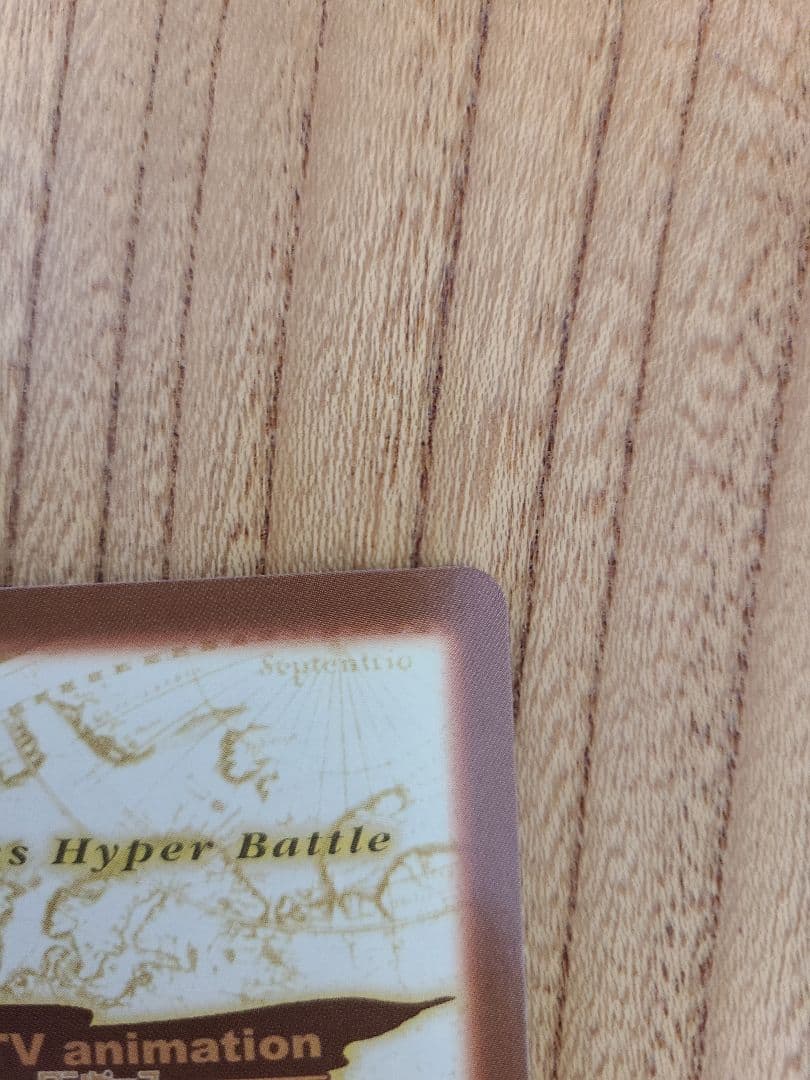 Septentrio
s Hyper Battle
TV animation